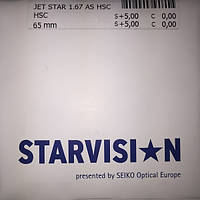 JET STAR 1.67 AS HSC S+5,00 C 0,00
HSC S+5,00 C 0,00
65 mm
STARVISI★N
presented by SEIKO Optical Europe